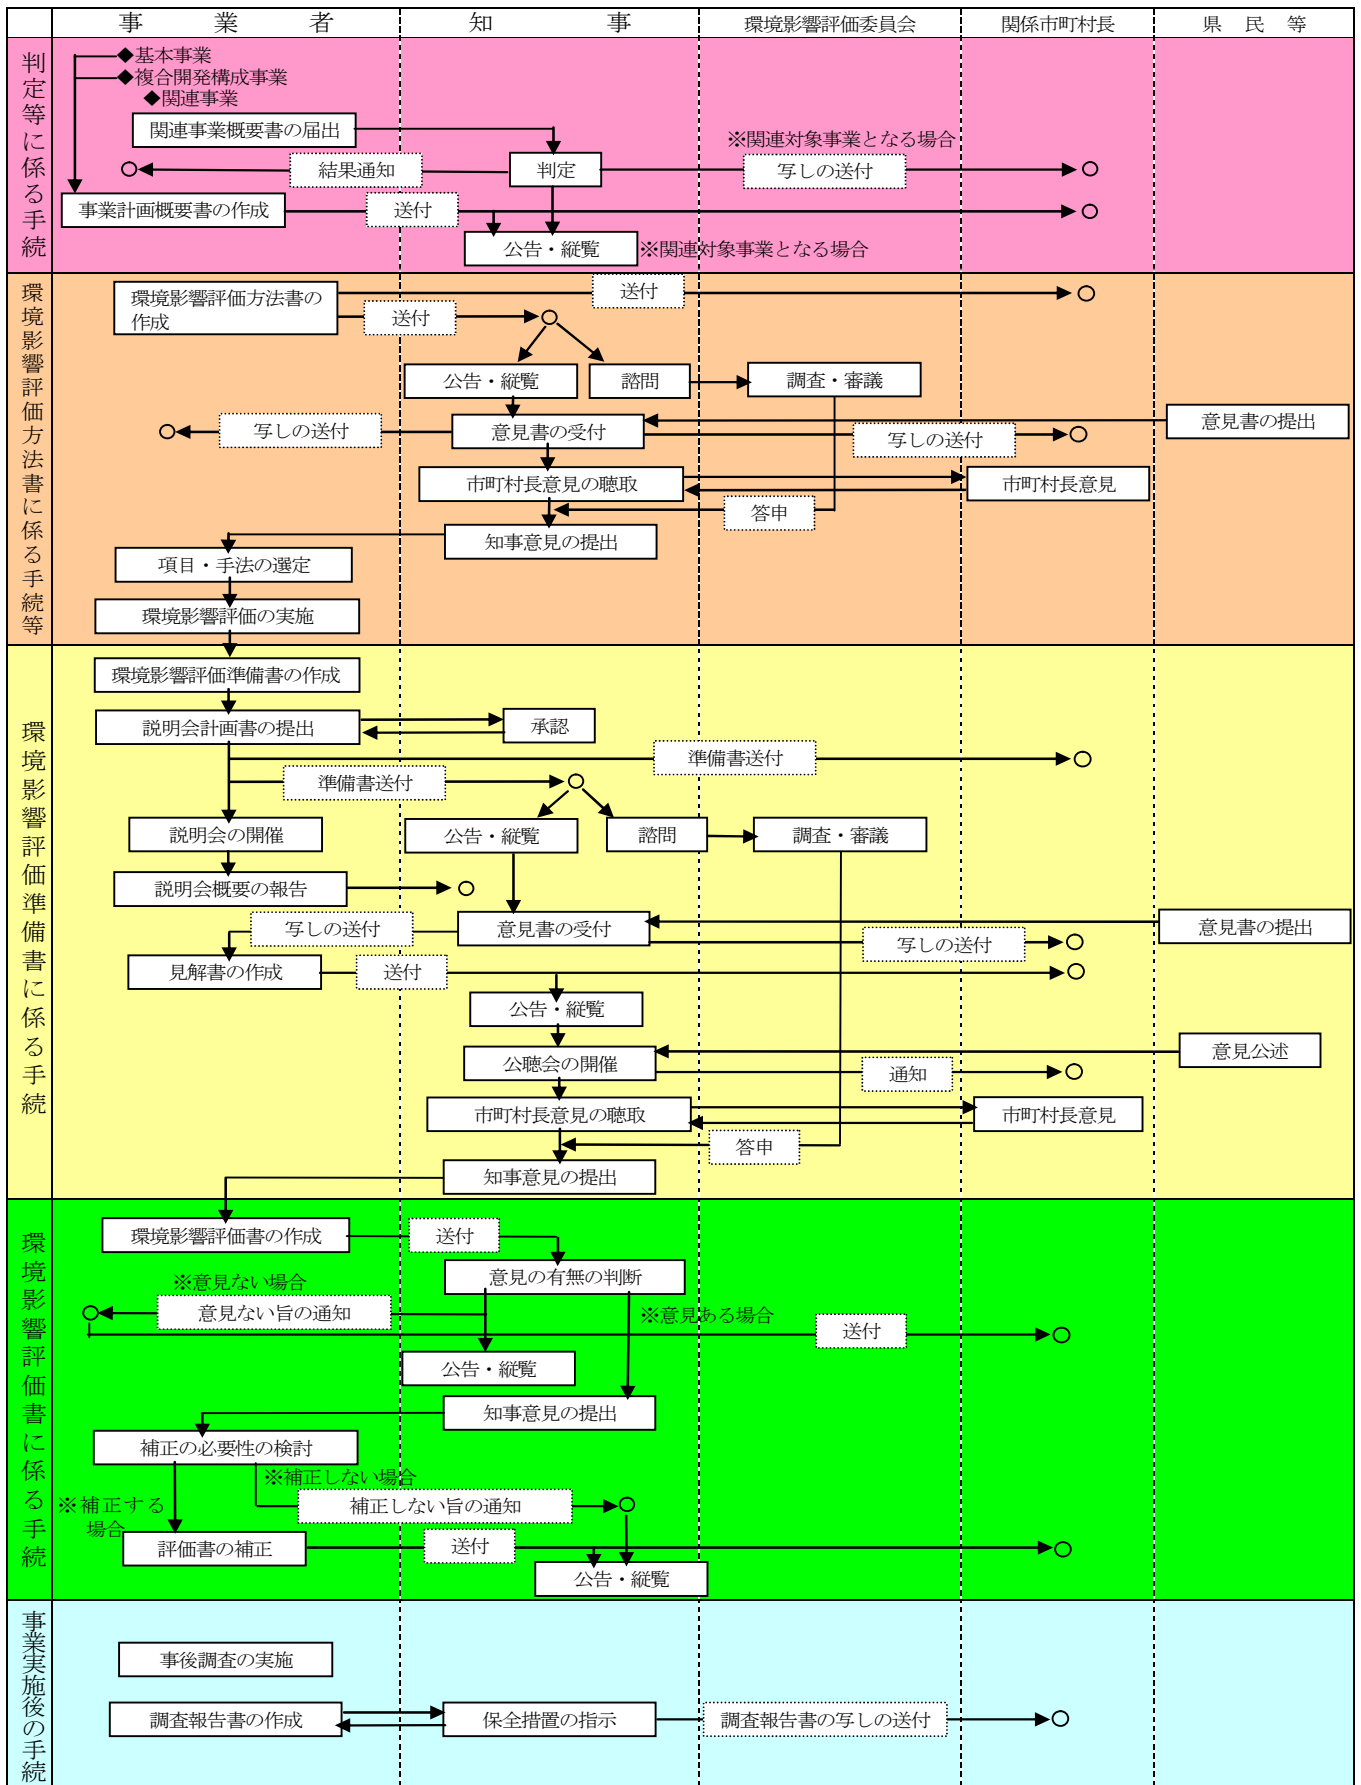 事業者
知事
環境影響評価委員会
関係市町村長
県民等
判定等に係る手続
◆基本事業
◆複合開発構成事業
◆関連事業
関連事業概要書の届出
※関連対象事業となる場合
結果通知
判定
写しの送付
事業計画概要書の作成
送付
公告・縦覧
※関連対象事業となる場合
環境影響評価方法書に係る手続等
環境影響評価方法書の
作成
送付
送付
公告・縦覧
諮問
調査・審議
意見書の提出
写しの送付
意見書の受付
写しの送付
市町村長意見の聴取
市町村長意見
答申
知事意見の提出
項目・手法の選定
環境影響評価の実施
環境影響評価準備書に係る手続
環境影響評価準備書の作成
説明会計画書の提出
承認
準備書送付
準備書送付
説明会の開催
公告・縦覧
諮問
調査・審議
説明会概要の報告
写しの送付
意見書の受付
意見書の提出
写しの送付
見解書の作成
送付
公告・縦覧
公聴会の開催
意見公述
通知
市町村長意見の聴取
市町村長意見
答申
知事意見の提出
環境影響評価書に係る手続
環境影響評価書の作成
送付
意見の有無の判断
※意見ない場合
意見ない旨の通知
※意見ある場合
送付
公告・縦覧
知事意見の提出
補正の必要性の検討
※補正しない場合
※補正する
場合
補正しない旨の通知
評価書の補正
送付
公告・縦覧
事業実施後の手続
事後調査の実施
調査報告書の作成
保全措置の指示
調査報告書の写しの送付